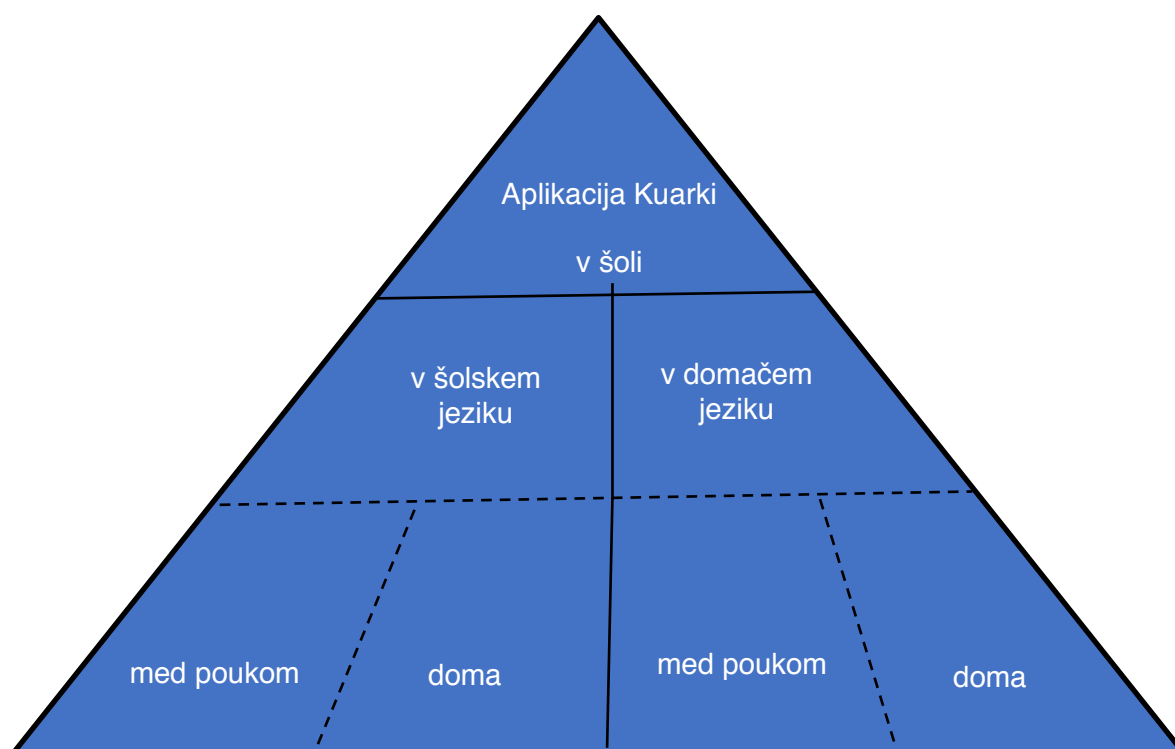 Aplikacija Kuarki
v šoli
v šolskem
jeziku
v domačem
jeziku
med poukom
doma
med poukom
doma